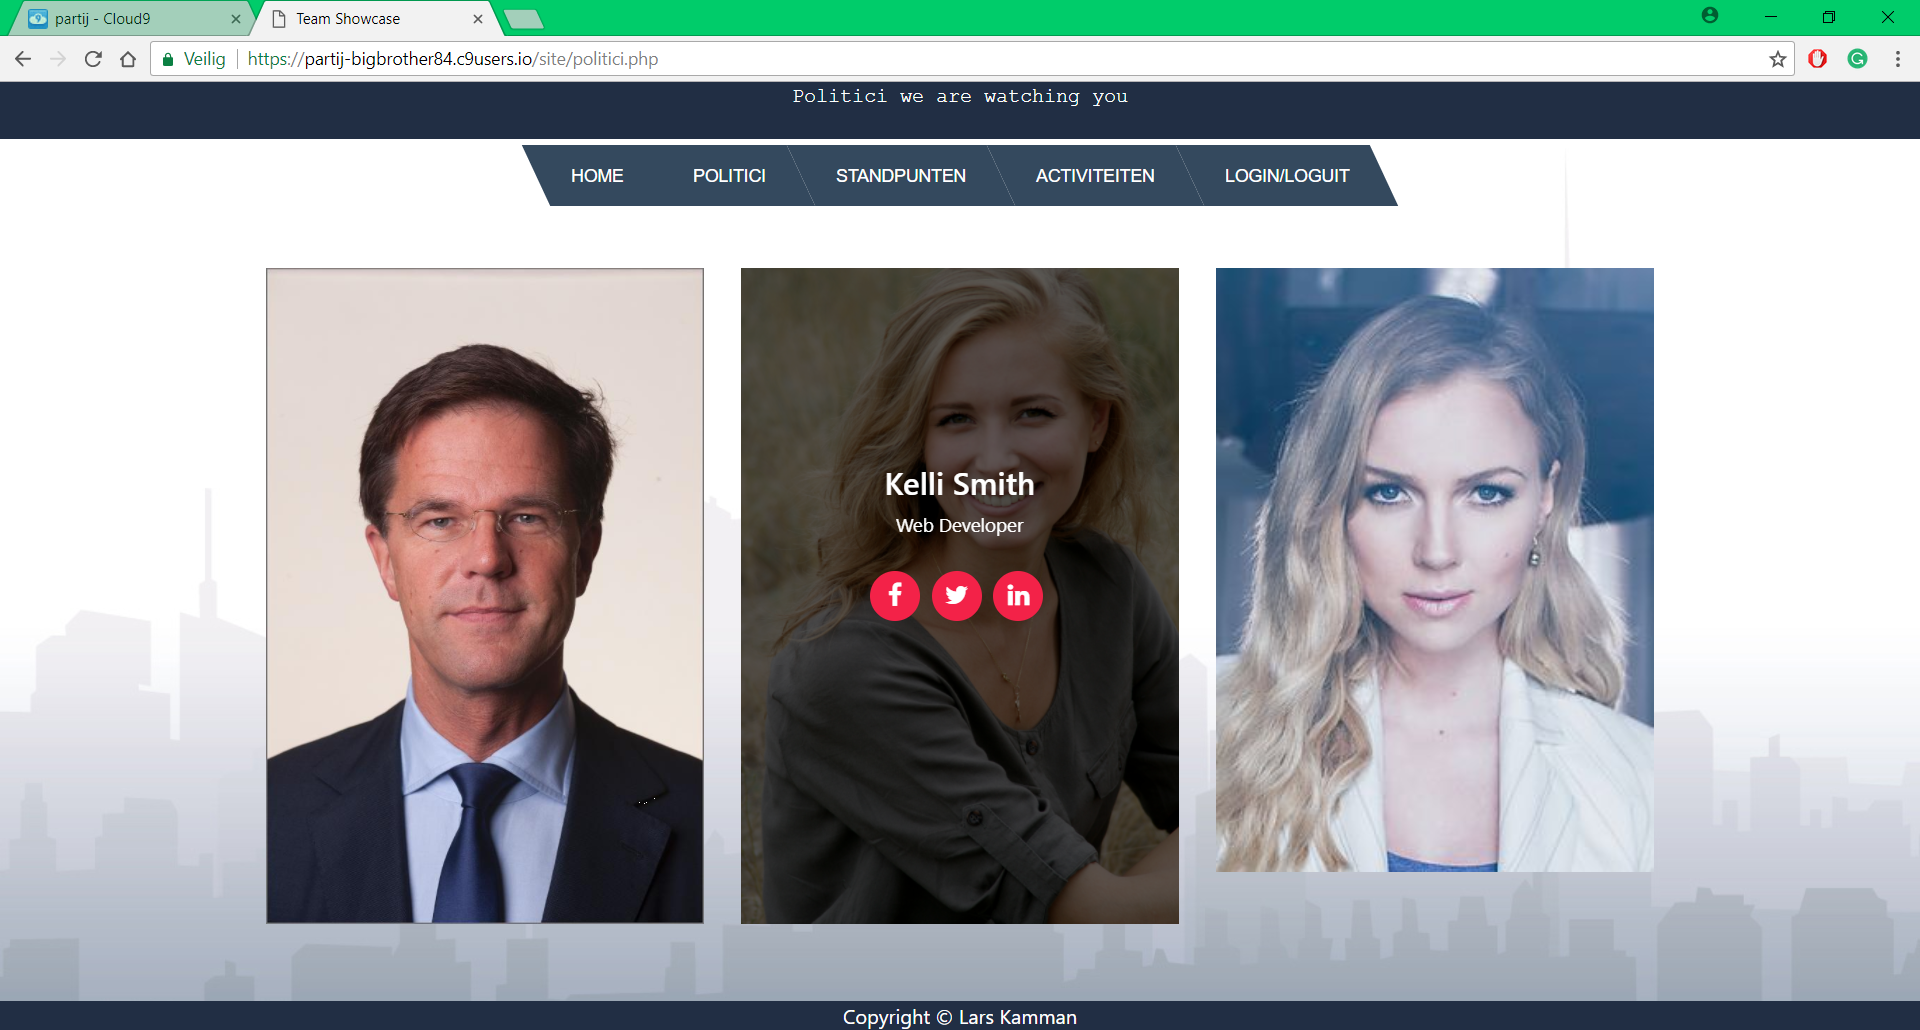 partij - Cloud9
Team Showcase
Veilig
https://partij-bigbrother84.c9users.io/site/politici.php
Politici we are watching you
HOME
POLITICI
STANDPUNTEN
ACTIVITEITEN
LOGIN/LOGUIT
Kelli Smith
Web Developer
Copyright © Lars Kamman